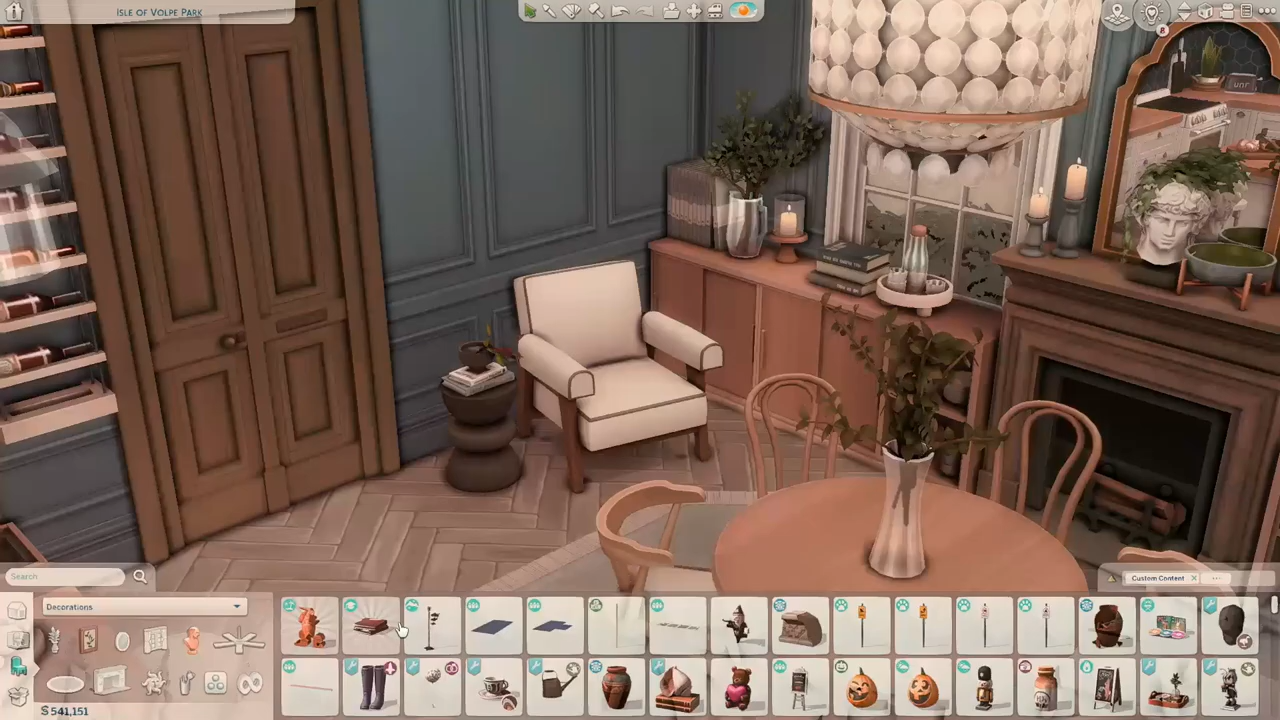 Isle of Volpe Park
Search
Custom Content
Decorations
$541,151